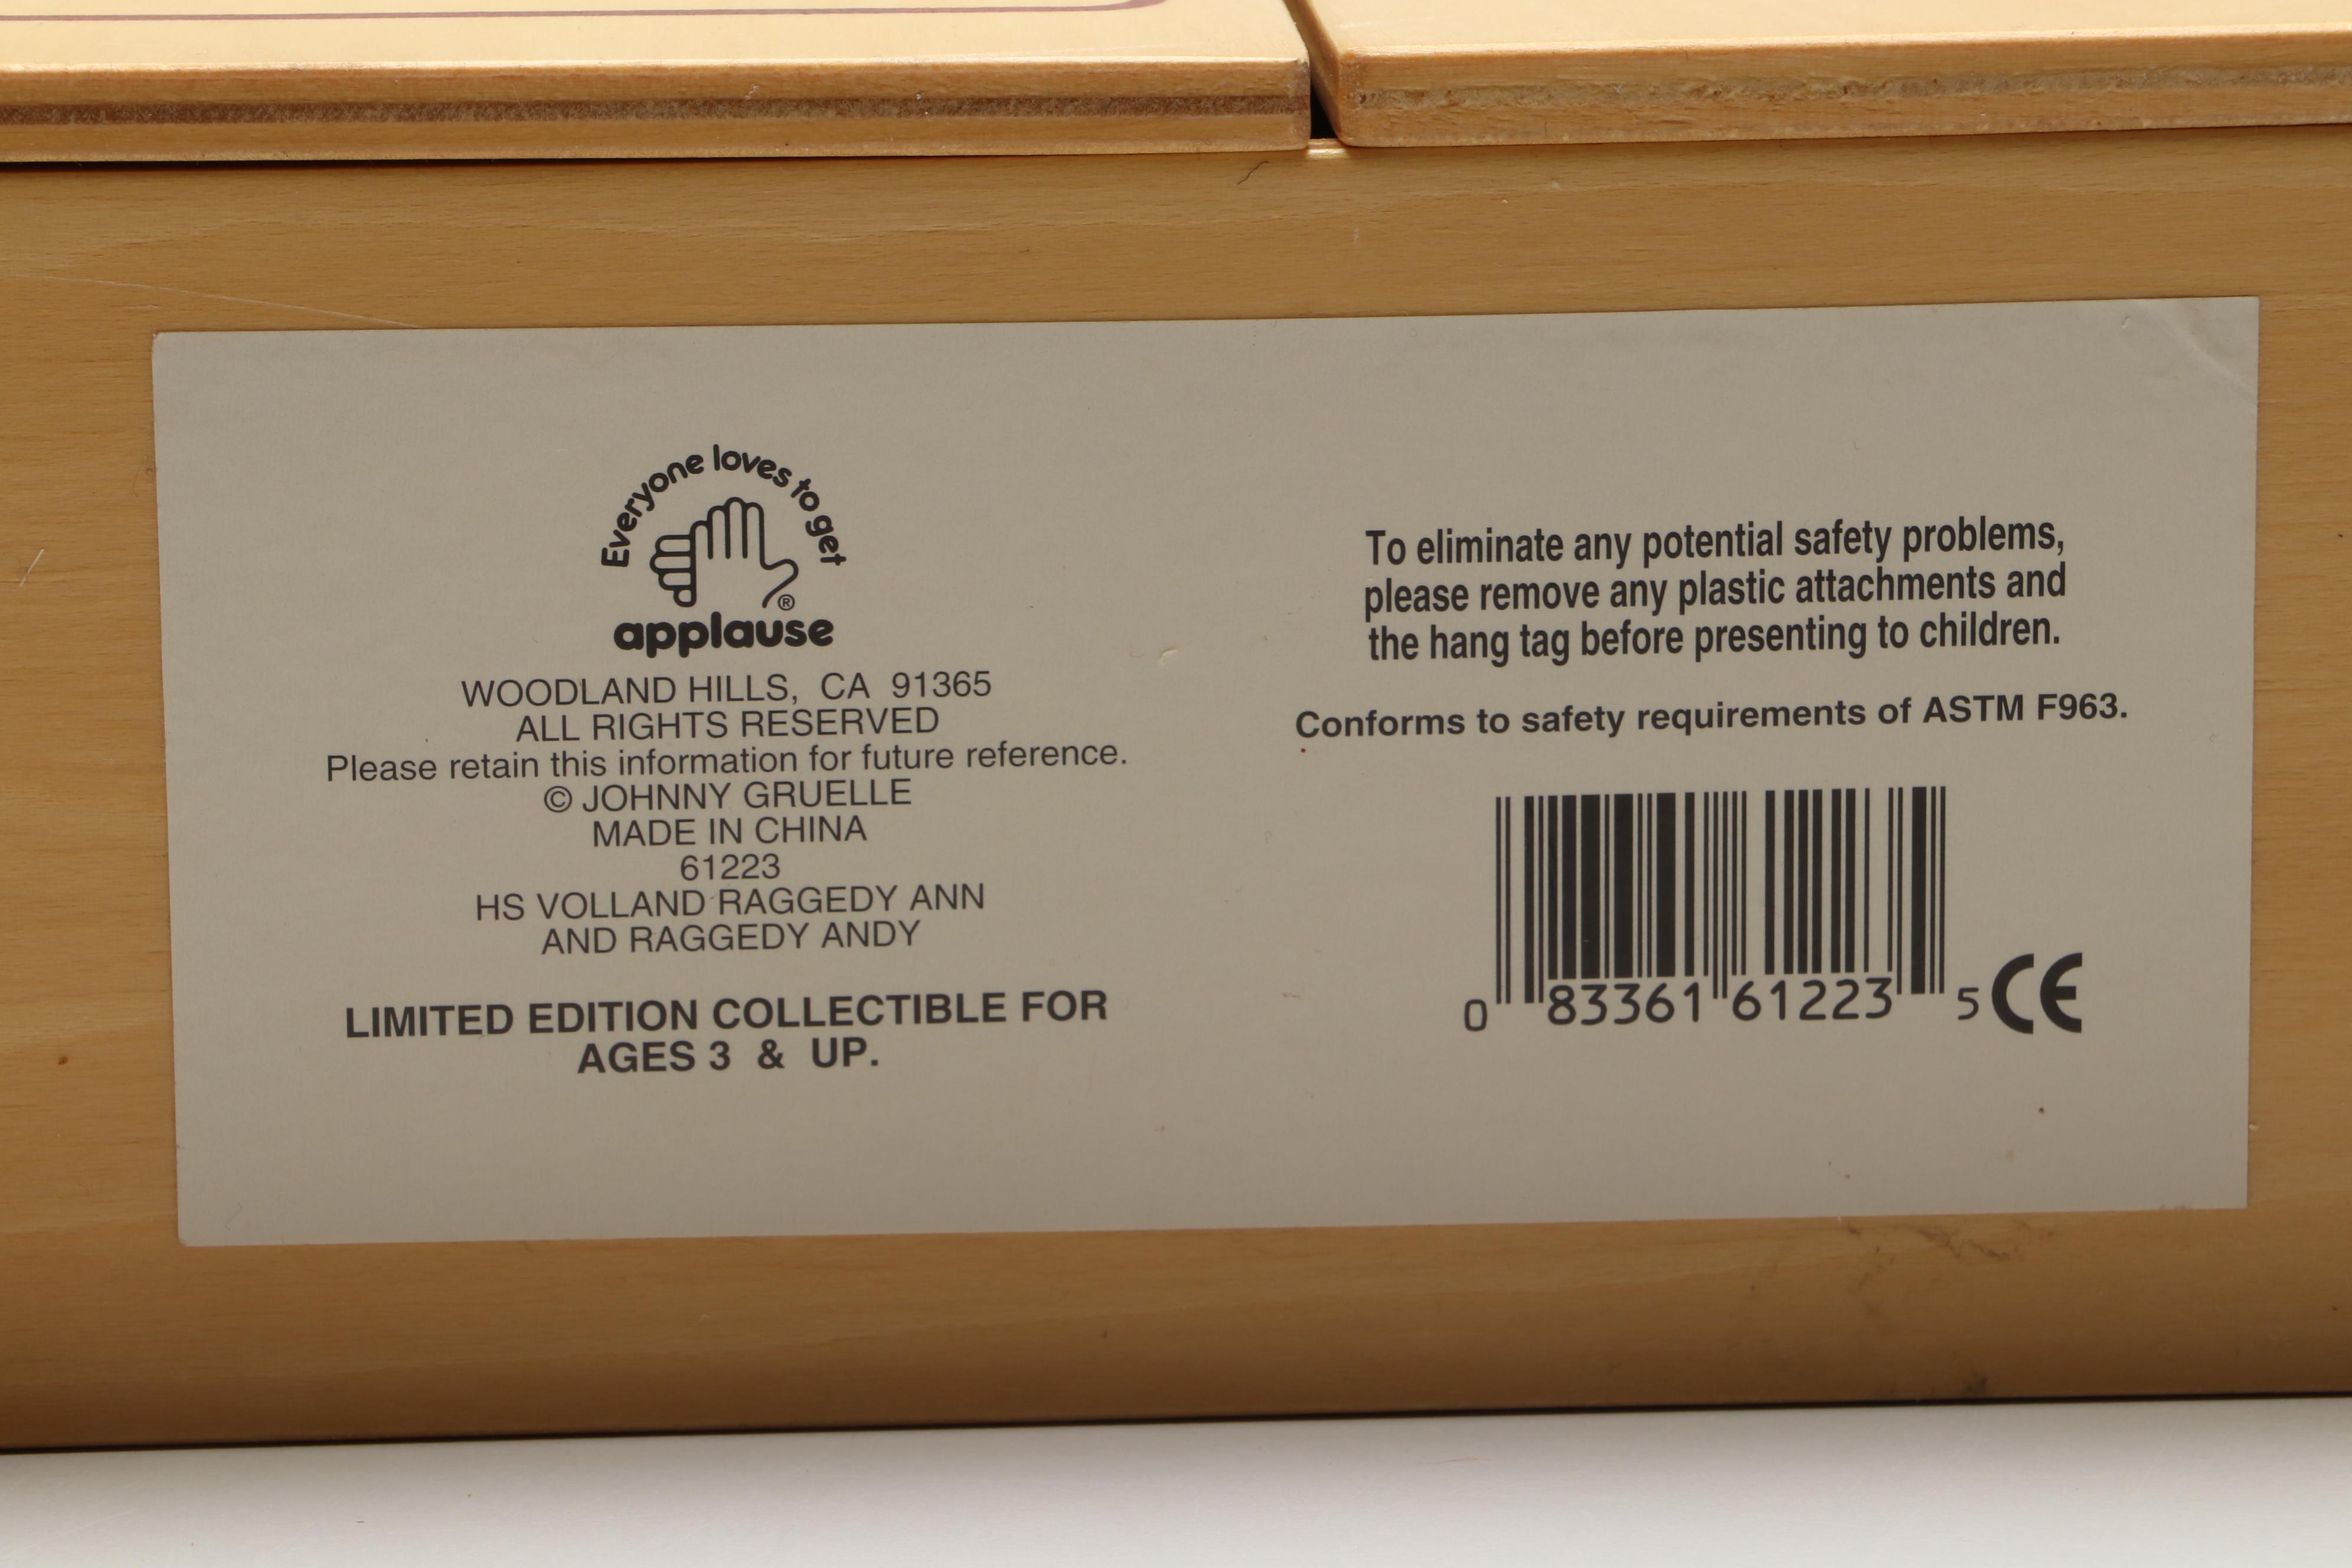 Everyone loves to get
®
applause
WOODLAND HILLS, CA 91365
ALL RIGHTS RESERVED
Please retain this information for future reference.
© JOHNNY GRUELLE
MADE IN CHINA
61223
HS VOLLAND RAGGEDY ANN
AND RAGGEDY ANDY
LIMITED EDITION COLLECTIBLE FOR
AGES 3 & UP.
To eliminate any potential safety problems,
please remove any plastic attachments and
the hang tag before presenting to children.
Conforms to safety requirements of ASTM F963.
0 83361 61223 5 CE